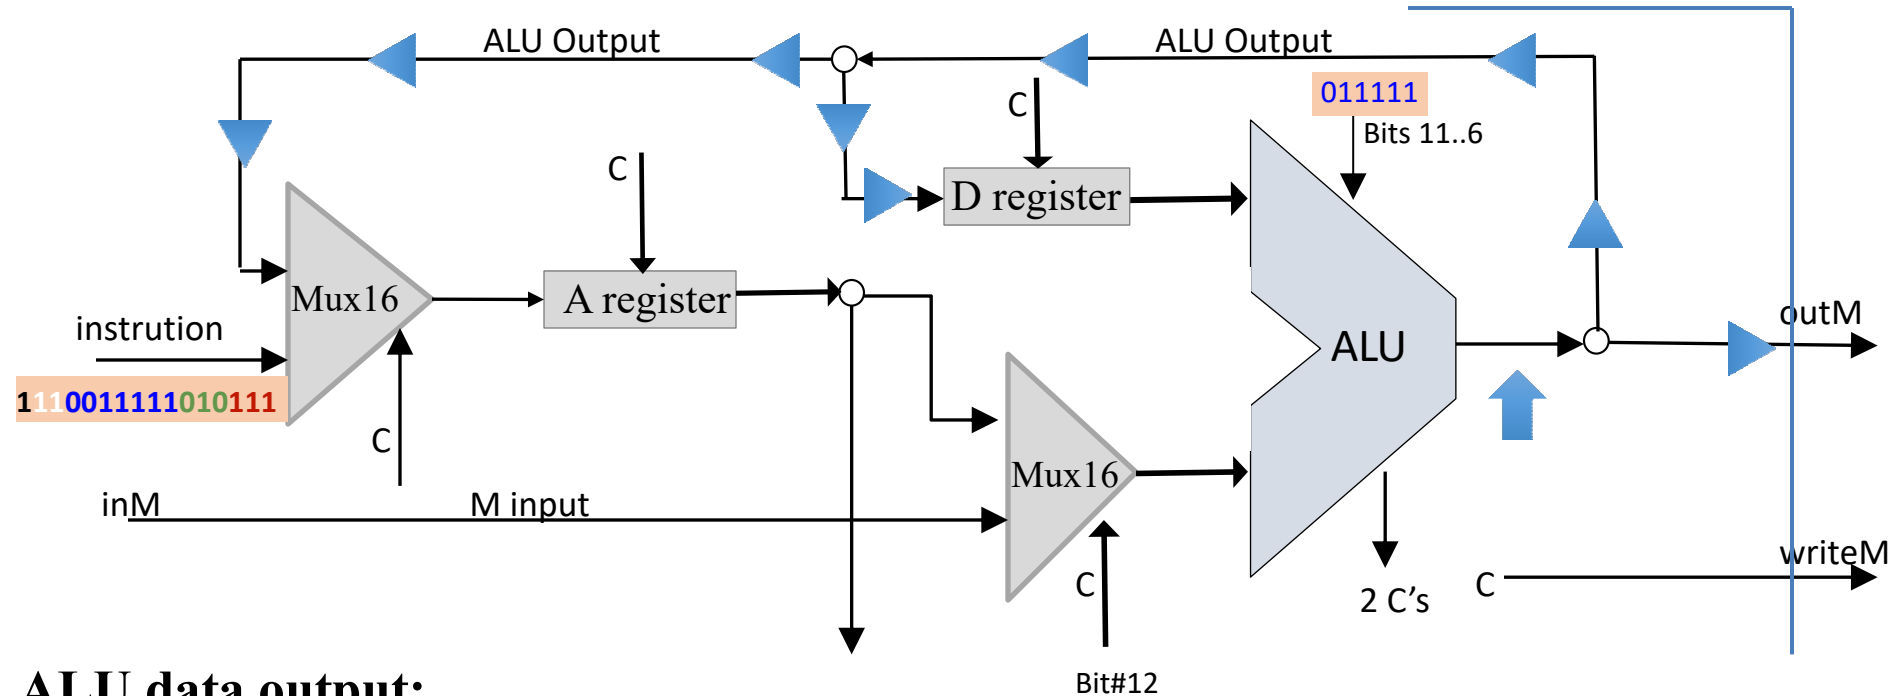 ALU Output
ALU Output
C
011111
Bits 11..6
C
D register
Mux16
A register
instrution
outM
ALU
1110011111010111
C
Mux16
inM
M input
writeM
C
C
2 C's
Bit#12
ALU data output: